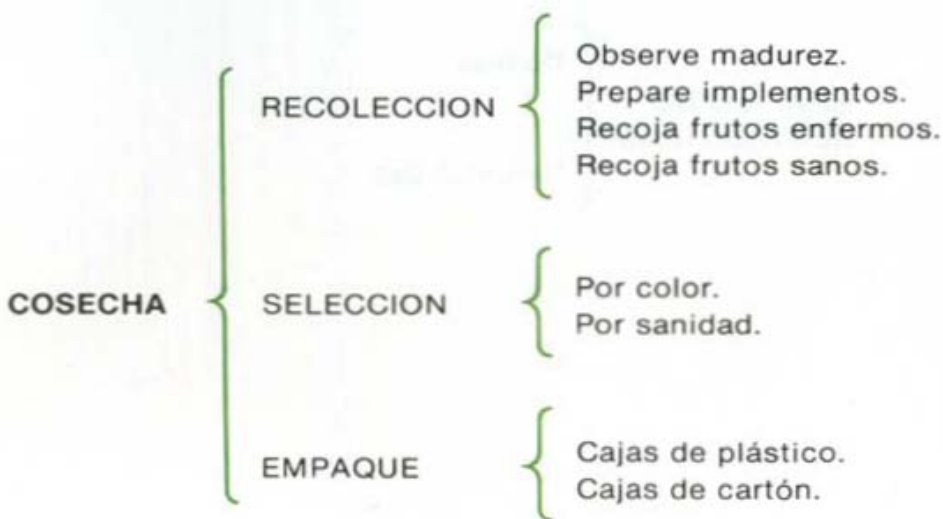 RECOLECCION
Observe madurez.
Prepare implementos.
Recoja frutos enfermos.
Recoja frutos sanos.
COSECHA
SELECCION
Por color.
Por sanidad.
EMPAQUE
Cajas de plástico.
Cajas de cartón.